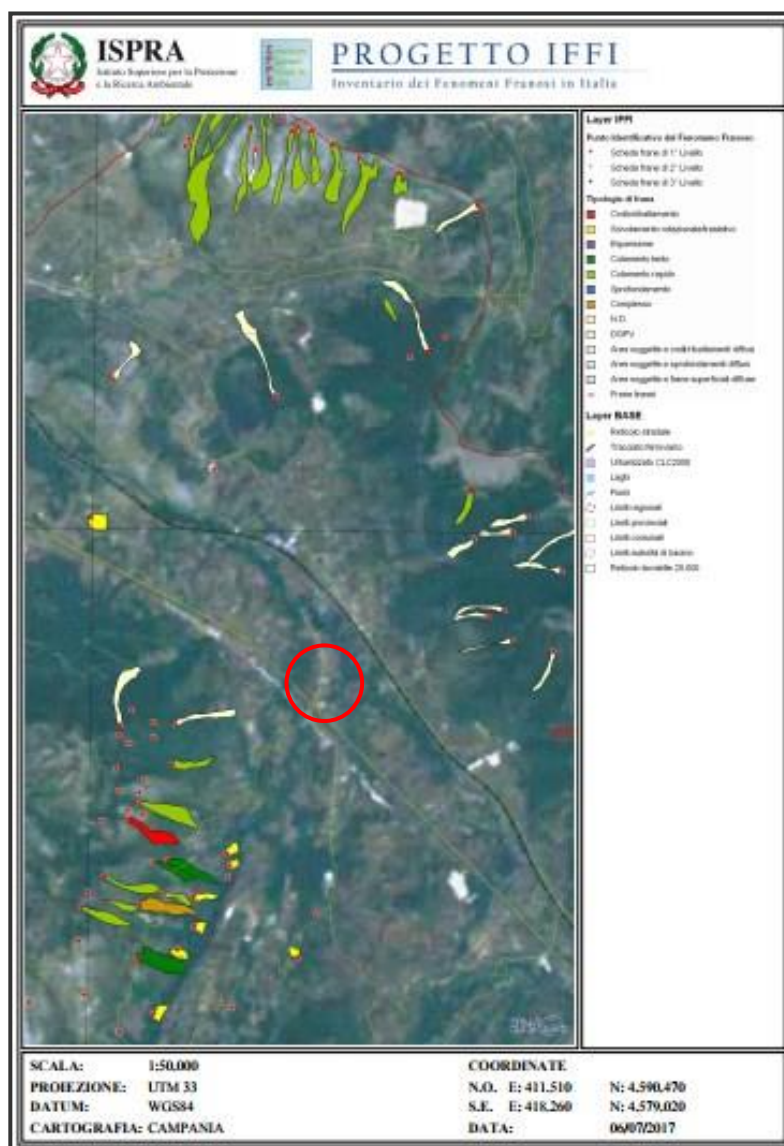 ISPRA
Istituto Superiore per la Protezione
e la Ricerca Ambientale
PROGETTO IFFI
Inventario dei Fenomeni Franosi in Italia
Layer IFFI
Punto Identificativo del Fenomeno Franoso
Scheda frane di 1° Livello
Scheda frane di 2° Livello
Scheda frane di 3° Livello
Tipologia di frana
Crollo/ribaltamento
Scivolamento rotazionale/traslativo
Espansione
Colamento lento
Colamento rapido
Sprofondamento
Complesso
N.D.
DGPV
Aree soggette a crolli/ribaltamenti diffusi
Aree soggette a sprofondamenti diffusi
Aree soggette a frane superficiali diffuse
Frane lineari
Layer BASE
Reticolo stradale
Tracciato ferroviario
Urbanizzato CLC2000
Laghi
Fiumi
Limiti regionali
Limiti provinciali
Limiti comunali
Limiti autorità di bacino
SCALA: 1:50.000
PROIEZIONE: UTM 33
DATUM: WGS84
CARTOGRAFIA: CAMPANIA
COORDINATE
N.O. E: 411.510 N: 4.590.470
S.E. E: 418.260 N: 4.579.020
DATA: 06/07/2017